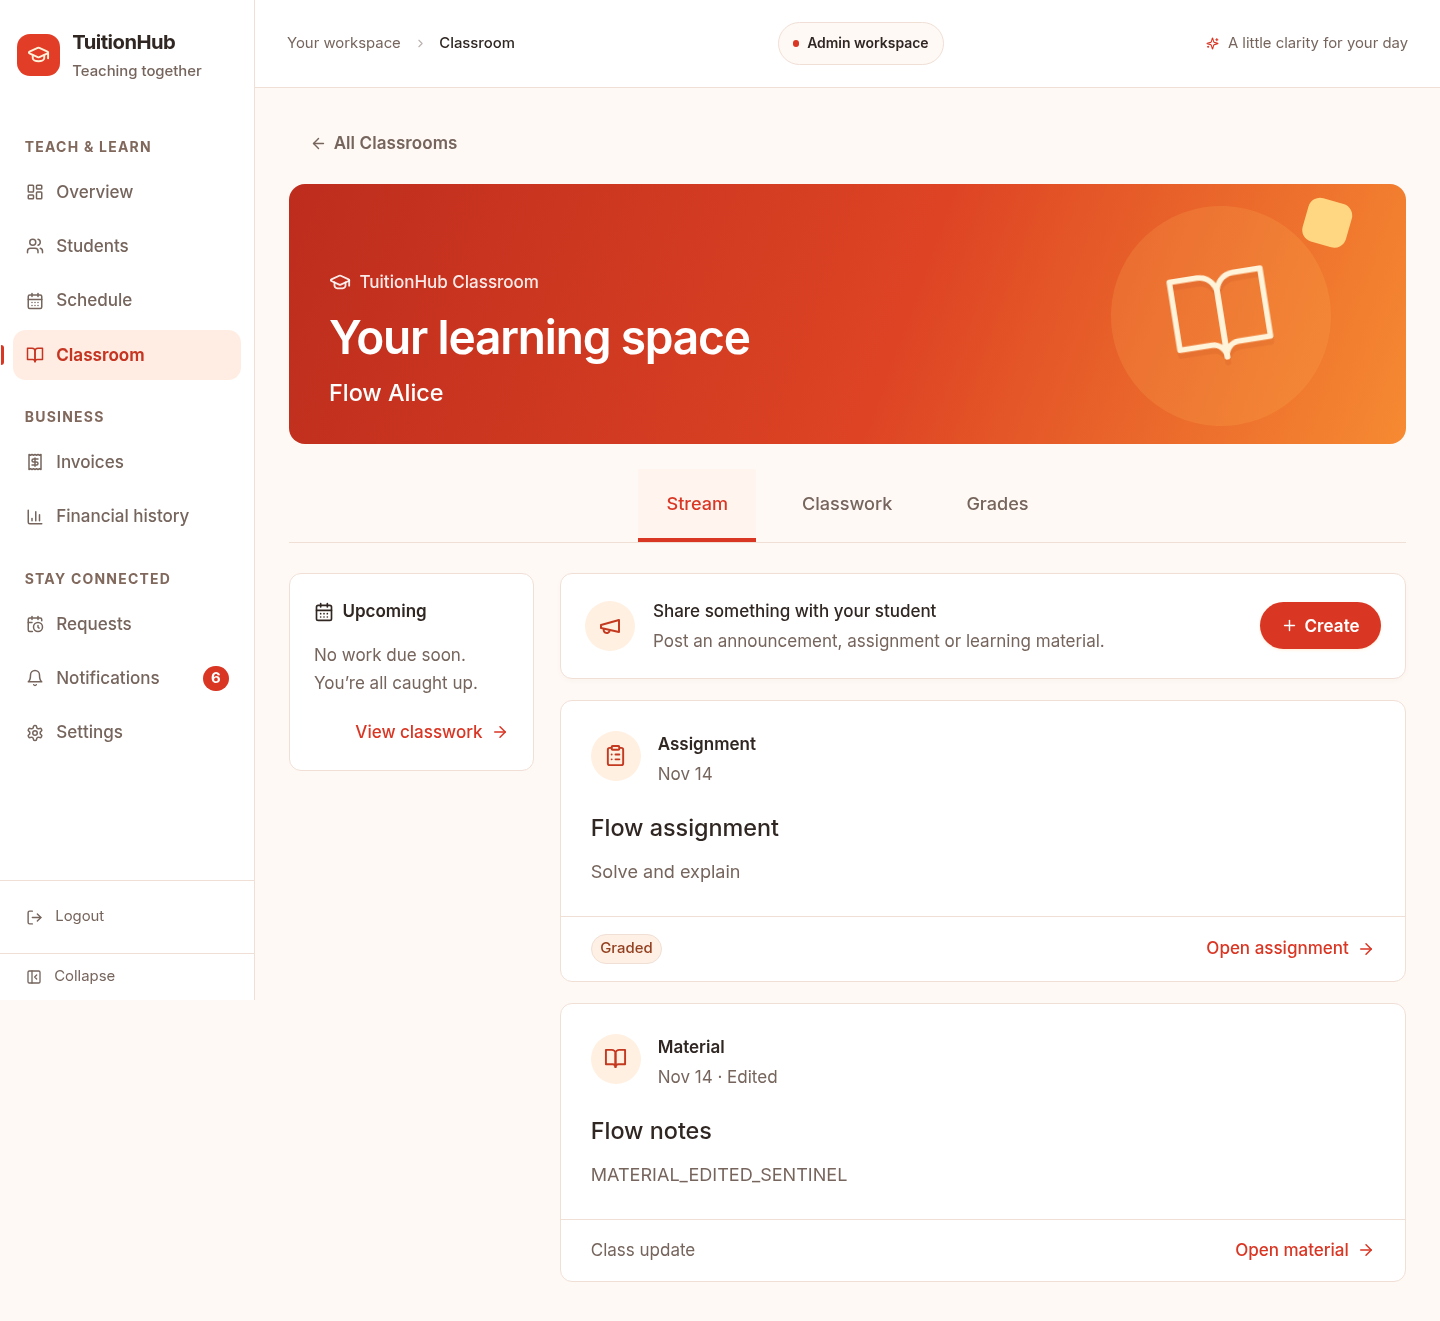 TuitionHub
Teaching together
TEACH & LEARN
Overview
Students
Schedule
Classroom
BUSINESS
Invoices
Financial history
STAY CONNECTED
Requests
Notifications 6
Settings
Logout
Collapse
Your workspace > Classroom
Admin workspace
A little clarity for your day
All Classrooms
TuitionHub Classroom
Your learning space
Flow Alice
Stream Classwork Grades
Upcoming
No work due soon.
You’re all caught up.
View classwork
Share something with your student
Post an announcement, assignment or learning material.
Create
Assignment
Nov 14
Flow assignment
Solve and explain
Graded
Open assignment
Material
Nov 14 · Edited
Flow notes
MATERIAL_EDITED_SENTINEL
Class update
Open material